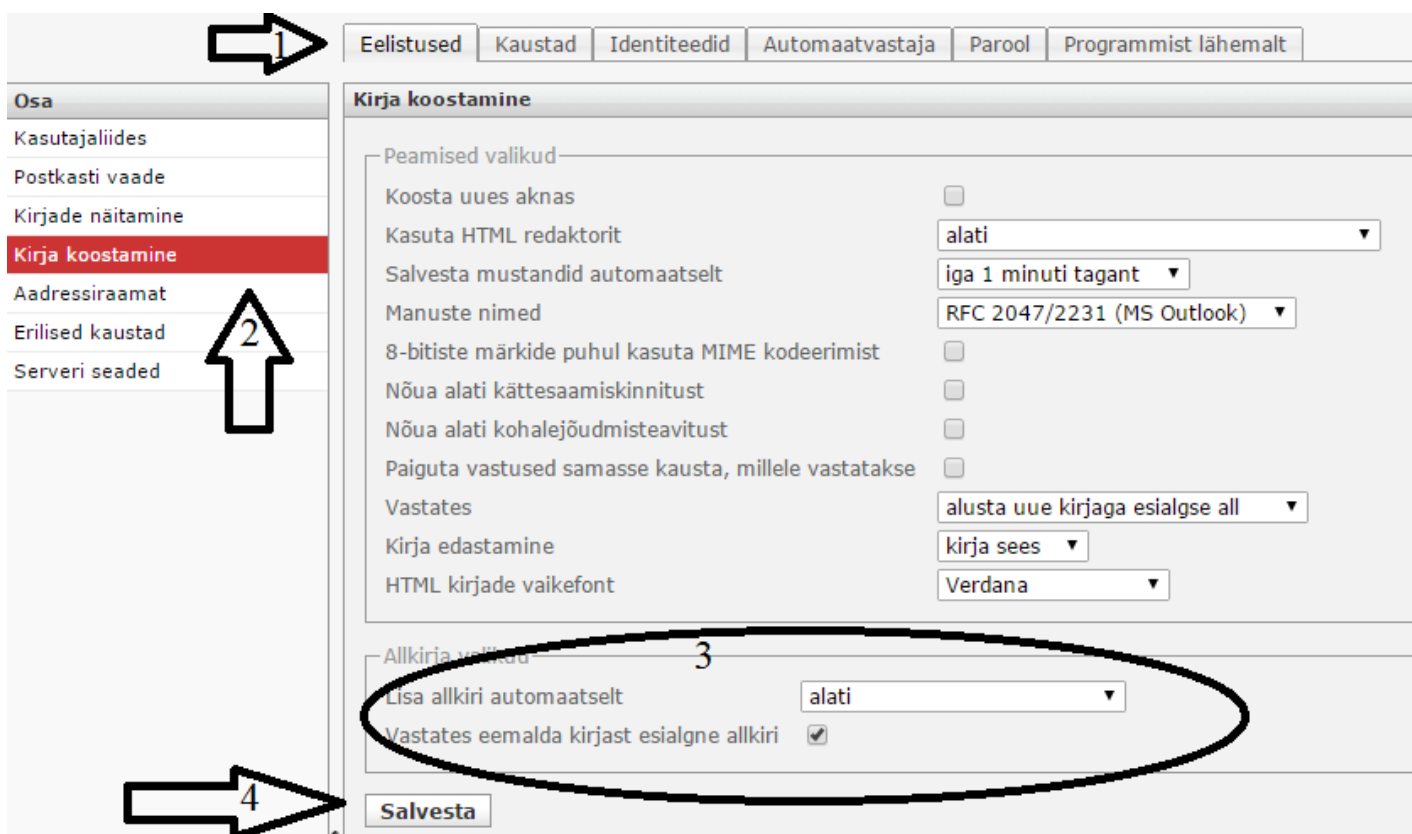 1 Eelistused Kaustad Identiteedid Automaatvastaja Parool Programmist lähemalt
Osa
Kasutajaliides
Postkasti vaade
Kirjade näitamine
Kirja koostamine
Aadressiraamat
Erilised kaustad
Serveri seaded
2
Kirja koostamine
Peamised valikud
Koosta uues aknas
Kasuta HTML redaktorit alati
Salvesta mustandid automaatselt iga 1 minuti tagant
Manuste nimed RFC 2047/2231 (MS Outlook)
8-bitiste märkide puhul kasuta MIME kodeerimist
Nõua alati kättesaamiskinnitust
Nõua alati kohalejõudmisteavitust
Paiguta vastused samasse kausta, millele vastatakse
Vastates alusta uue kirjaga esialgse all
Kirja edastamine kirja sees
HTML kirjade vaikefont Verdana
Allkirja valikud 3
Lisa allkiri automaatselt alati
Vastates eemalda kirjast esialgne allkiri
4 Salvesta